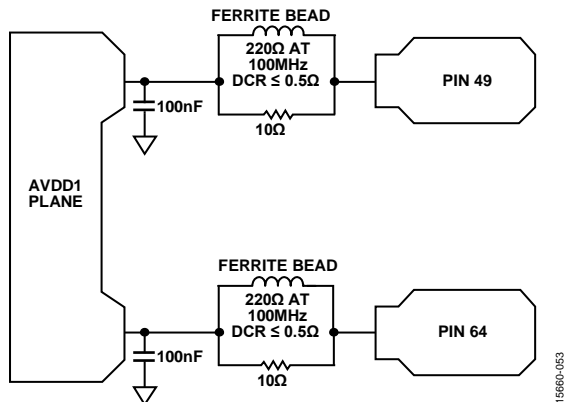 FERRITE BEAD
220Ω AT
100MHz
DCR ≤ 0.5Ω
PIN 49
100nF
10Ω
AVDD1
PLANE
FERRITE BEAD
220Ω AT
100MHz
DCR ≤ 0.5Ω
PIN 64
100nF
10Ω
15660-053